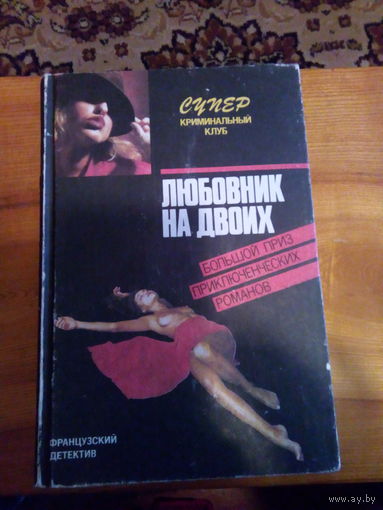 СУПЕР
КРИМИНАЛЬНЫЙ
КЛУБ
ЛЮБОВНИК
НА ДВОИХ
БОЛЬШОЙ ПРИЗ
ПРИКЛЮЧЕНЧЕСКИХ
РОМАНОВ
ФРАНЦУЗСКИЙ
ДЕТЕКТИВ
www.ay.by